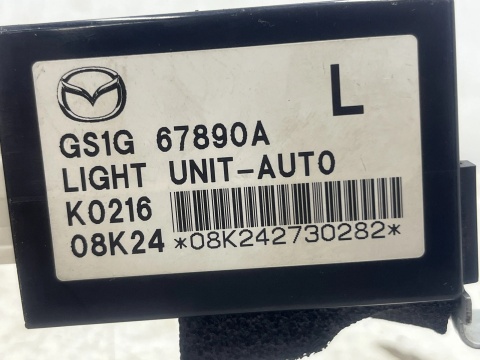 L
GS1G 67890A
LIGHT UNIT-AUTO
K0216
08K24 *08K242730282*